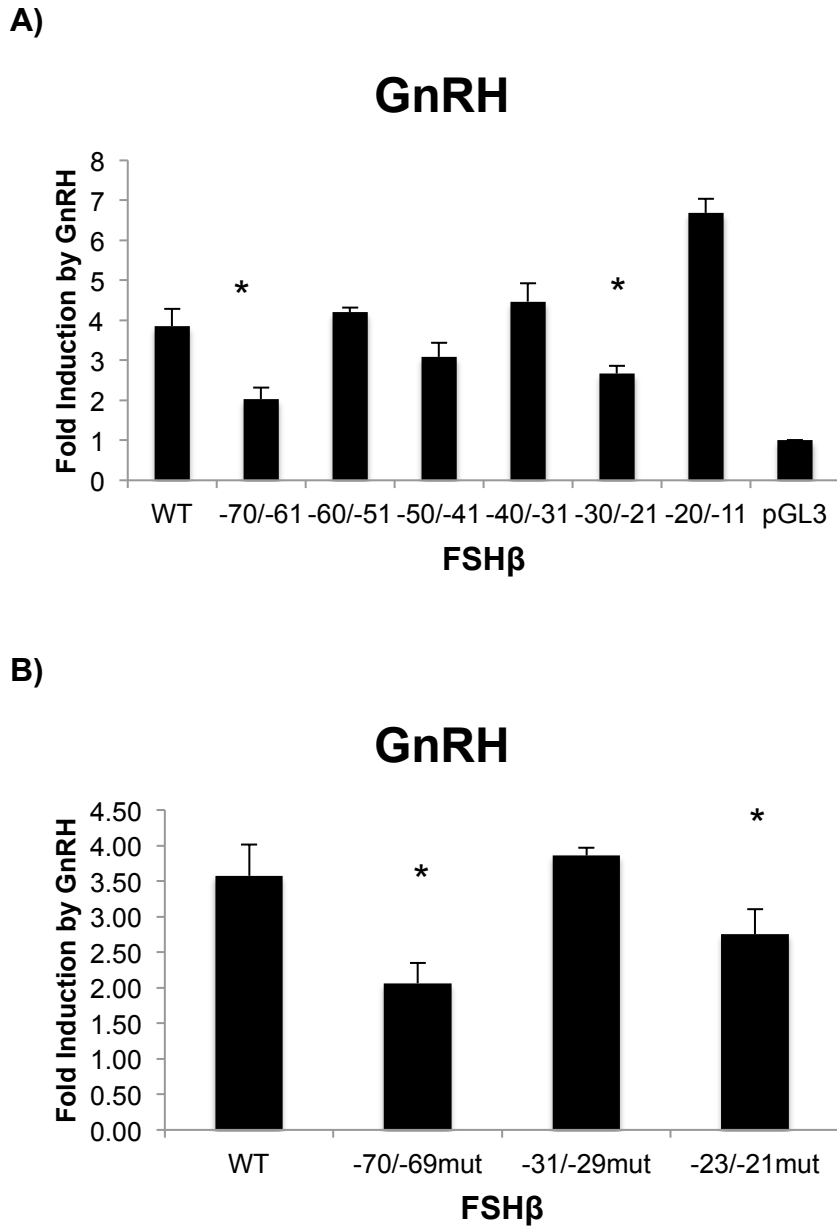 A)
GnRH
Fold Induction by GnRH
8
7
6
5
4
3
2
1
0
*
*
WT -70/-61 -60/-51 -50/-41 -40/-31 -30/-21 -20/-11 pGL3
FSHβ
B)
GnRH
Fold Induction by GnRH
4.50
4.00
3.50
3.00
2.50
2.00
1.50
1.00
0.50
0.00
*
*
WT -70/-69mut -31/-29mut -23/-21mut
FSHβ